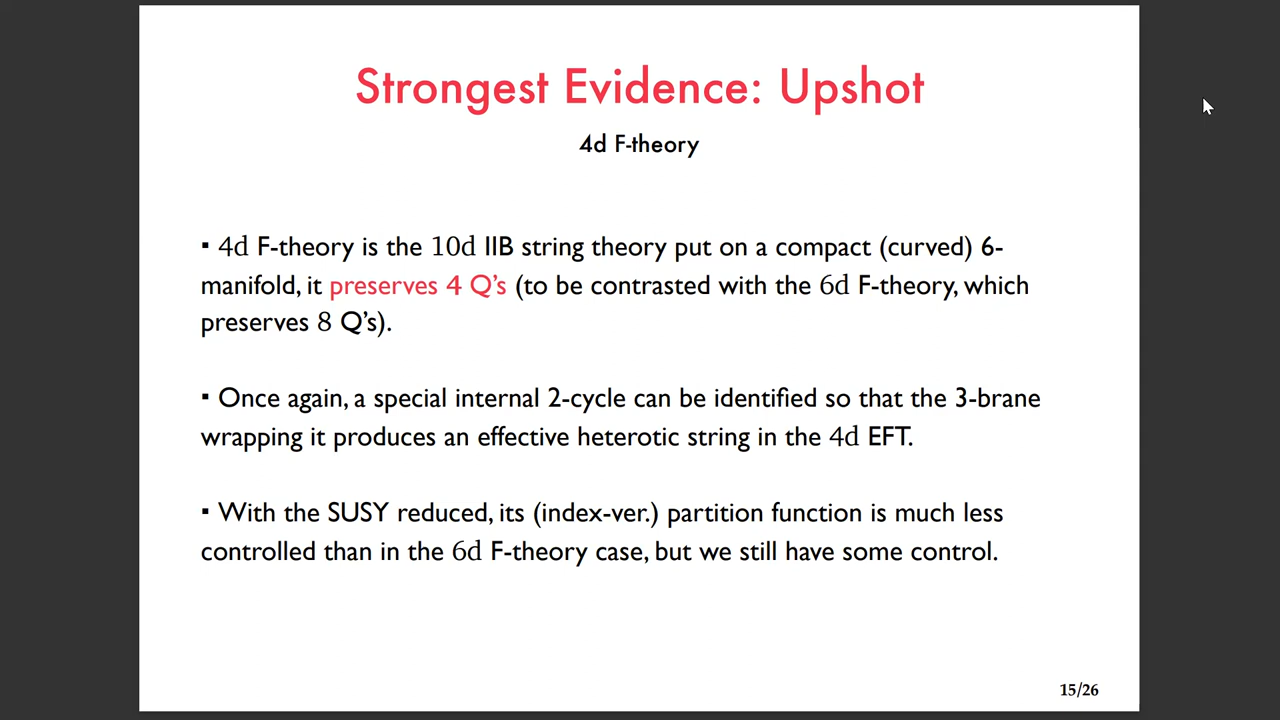 Strongest Evidence: Upshot
4d F-theory
▪ 4d F-theory is the 10d IIB string theory put on a compact (curved) 6-
manifold, it preserves 4 Q's (to be contrasted with the 6d F-theory, which
preserves 8 Q's).
▪ Once again, a special internal 2-cycle can be identified so that the 3-brane
wrapping it produces an effective heterotic string in the 4d EFT.
▪ With the SUSY reduced, its (index-ver.) partition function is much less
controlled than in the 6d F-theory case, but we still have some control.
15/26